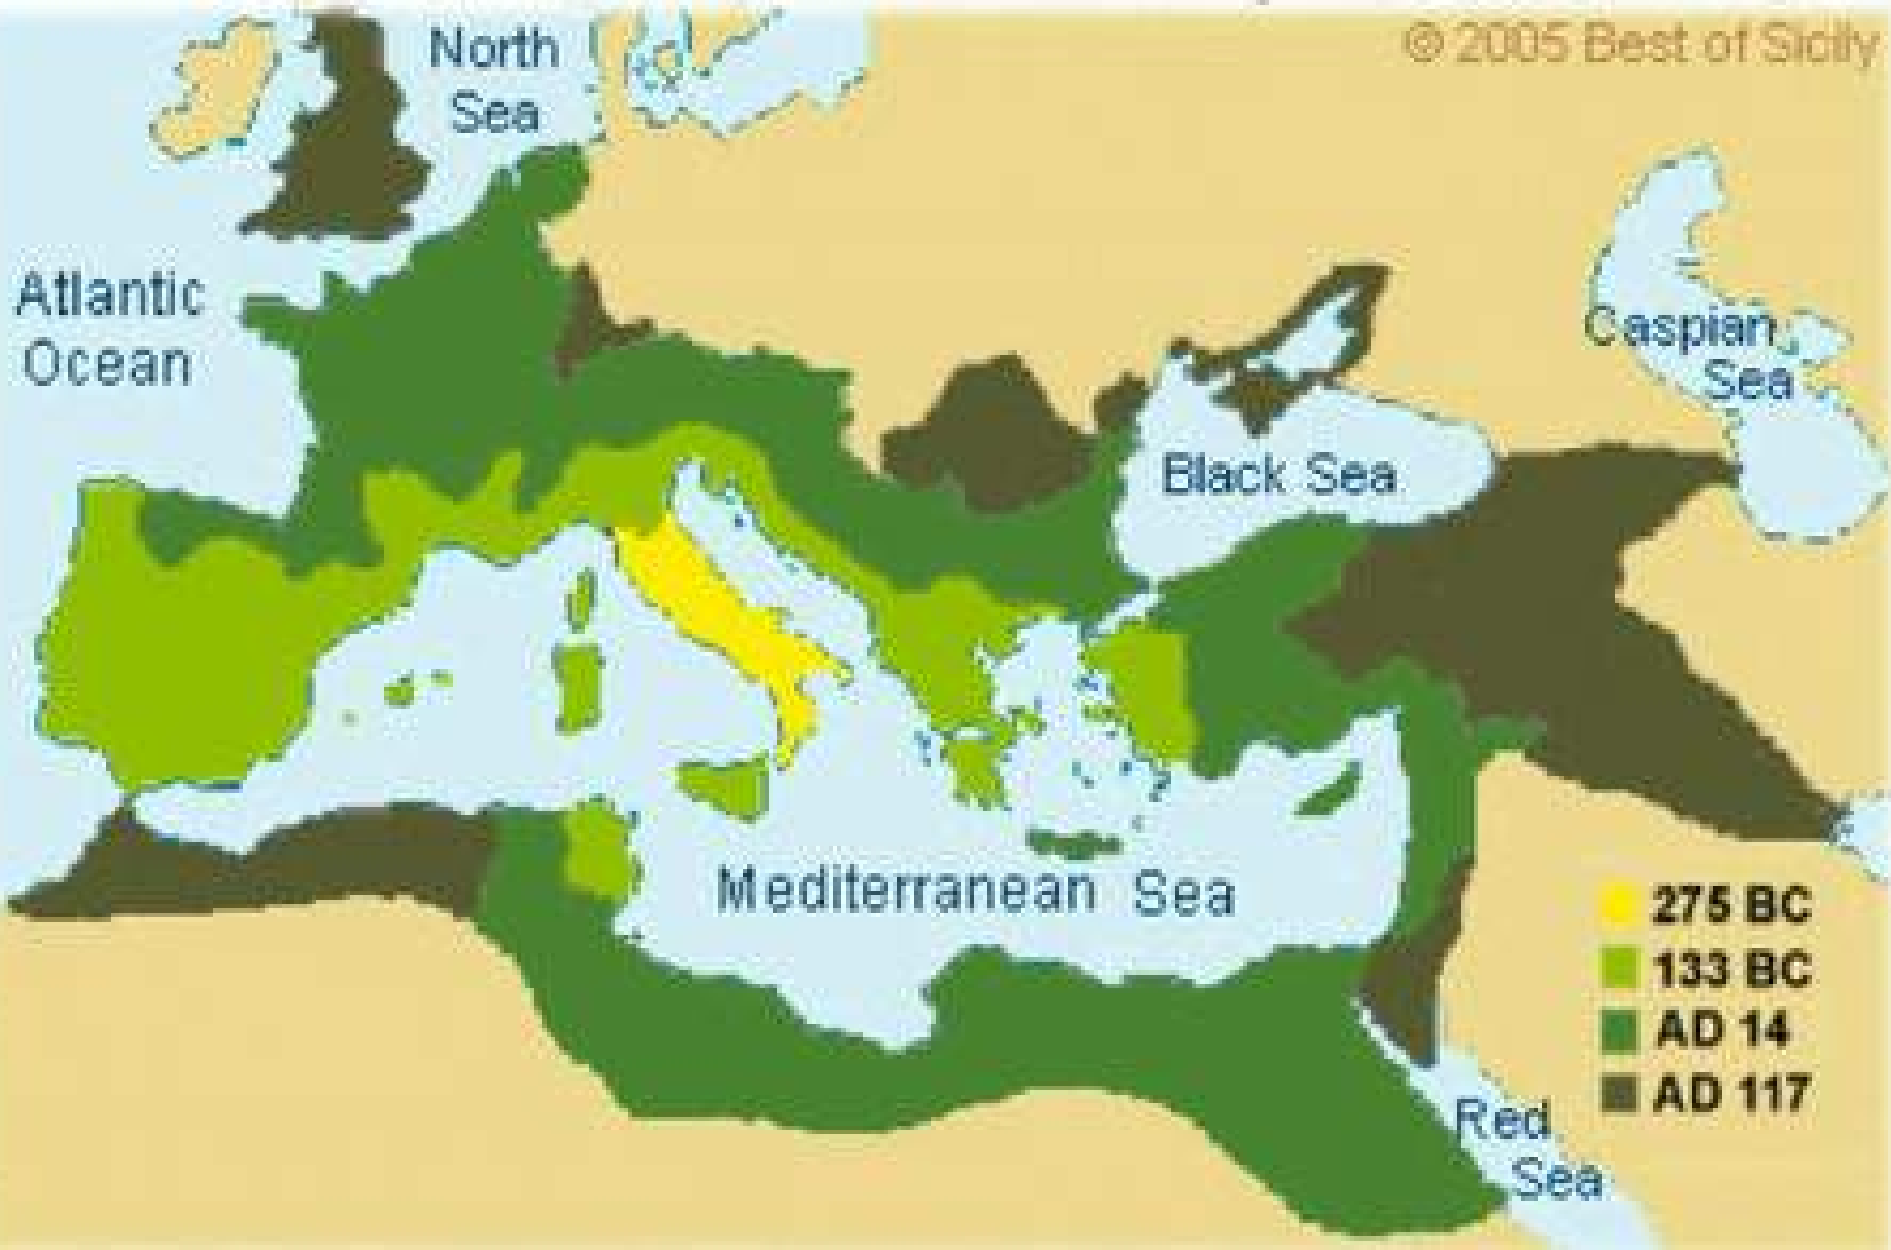 © 2005 Best of Sicily
North
Sea
Atlantic
Ocean
Caspian
Sea
Black Sea
Mediterranean Sea
275 BC
133 BC
AD 14
AD 117
Red
Sea